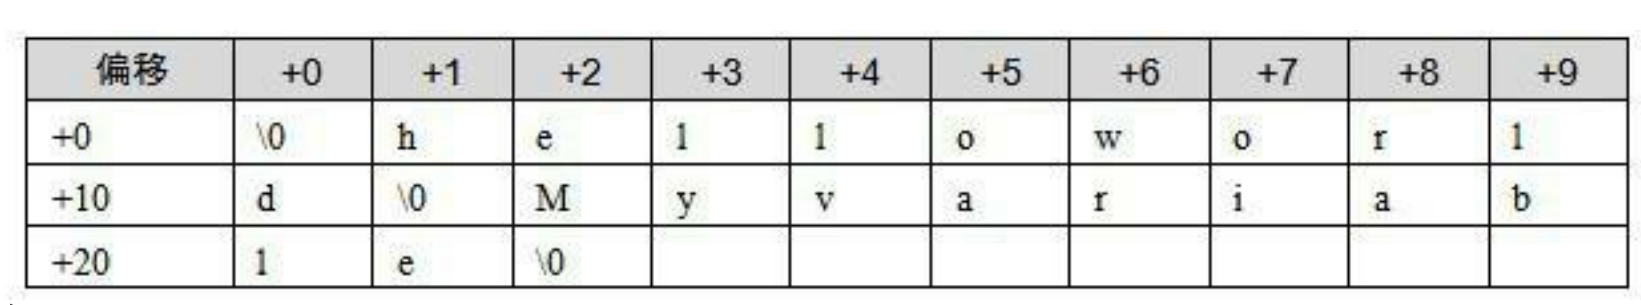 偏移 +0 +1 +2 +3 +4 +5 +6 +7 +8 +9
+0 \0 h e l l o w o r l
+10 d \0 M y v a r i a b
+20 l e \0